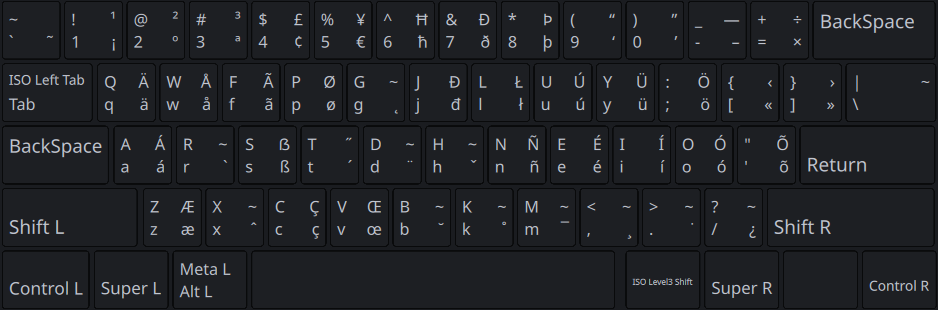 ~ ! ¹ @ ² # ³ $ £ % ¥ ^ Ħ & Ð * Þ ( “ ) ” _ — + ÷ BackSpace
` ˜ 1 ¡ 2 º 3 ª 4 ¢ 5 € 6 ħ 7 ð 8 þ 9 ‘ 0 ’ - – = ×
ISO Left Tab Q Ä W Å F Ã P Ø G ~ J Đ L Ł U Ú Y Ü : Ö { ‹ } › | ~
Tab q ä w å f ã p ø g ˛ j đ l ł u ú y ü ; ö [ « ] » \
BackSpace A Á R ~ S ẞ T ˝ D ~ H ~ N Ñ E É I Í O Ó " Õ
a á r ` s ß t ´ d ¨ h ˇ n ñ e é i í o ó ' õ Return
Z Æ X ~ C Ç V Œ B ~ K ~ M ~ < ~ > ~ ? ~
Shift L z æ x ^ c ç v œ b ˘ k ° m ¯ , ¸ . ˙ / ¿ Shift R
Meta L
Control L Super L Alt L ISO Level3 Shift Super R Control R